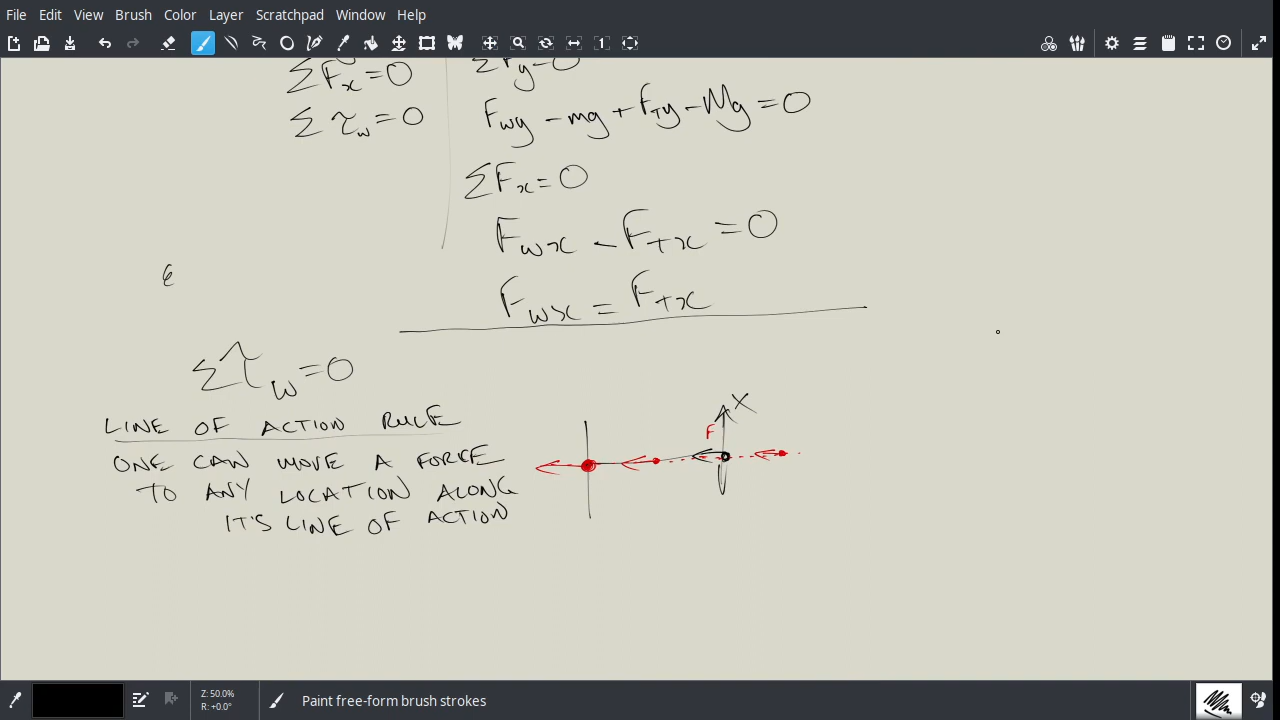 File Edit View Brush Color Layer Scratchpad Window Help
ΣFx=0
Στw=0
ΣFy=0
Fwy-mg+FTy-Mg=0
ΣFx=0
Fwx-FTx=0
Fwx=FTx
Στw=0
LINE OF ACTION RULE
ONE CAN MOVE A FORCE
TO ANY LOCATION ALONG
IT'S LINE OF ACTION
F
X
Z: 50.0%
R: +0.0°
Paint free-form brush strokes